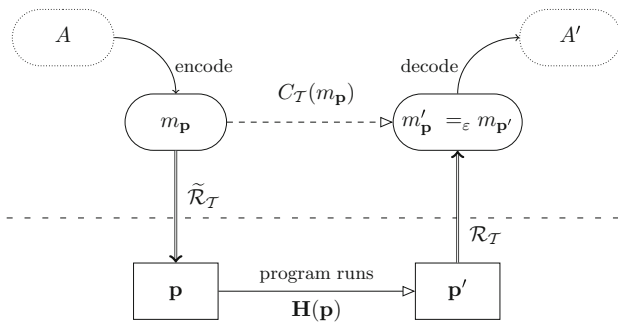 A
A′
encode
decode
C_𝒯(m_𝐩)
m_𝐩
m′_𝐩 =_ε m_𝐩′
ℛ̃_𝒯
ℛ_𝒯
𝐩
program runs
𝐇(𝐩)
𝐩′